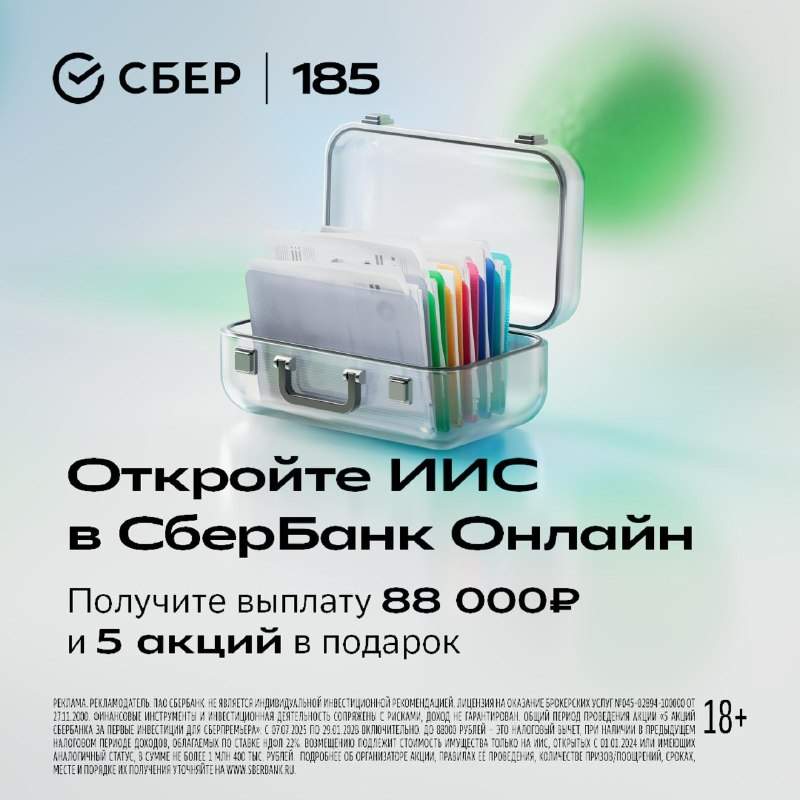 СБЕР | 185
Откройте ИИС
в СберБанк Онлайн
Получите выплату 88 000₽
и 5 акций в подарок
РЕКЛАМА. РЕКЛАМОДАТЕЛЬ: ПАО СБЕРБАНК. НЕ ЯВЛЯЕТСЯ ИНДИВИДУАЛЬНОЙ ИНВЕСТИЦИОННОЙ РЕКОМЕНДАЦИЕЙ. ЛИЦЕНЗИЯ НА ОКАЗАНИЕ БРОКЕРСКИХ УСЛУГ №045-02894-100000 ОТ
27.11.2000. ФИНАНСОВЫЕ ИНСТРУМЕНТЫ И ИНВЕСТИЦИОННАЯ ДЕЯТЕЛЬНОСТЬ СОПРЯЖЕНЫ С РИСКАМИ, ДОХОД НЕ ГАРАНТИРОВАН. ОБЩИЙ ПЕРИОД ПРОВЕДЕНИЯ АКЦИИ «5 АКЦИЙ
СБЕРБАНКА ЗА ПЕРВЫЕ ИНВЕСТИЦИИ ДЛЯ СБЕРПРЕМЬЕРА»: С 07.07.2025 ПО 29.01.2026 ВКЛЮЧИТЕЛЬНО. ДО 88000 РУБЛЕЙ – ЭТО НАЛОГОВЫЙ ВЫЧЕТ, ПРИ НАЛИЧИИ В ПРЕДЫДУЩЕМ
НАЛОГОВОМ ПЕРИОДЕ ДОХОДОВ, ОБЛАГАЕМЫХ ПО СТАВКЕ НДФЛ 22%. ВОЗМЕЩЕНИЮ ПОДЛЕЖИТ СТОИМОСТЬ ИМУЩЕСТВА ТОЛЬКО НА ИИС, ОТКРЫТЫХ С 01.01.2024 ИЛИ ИМЕЮЩИХ
АНАЛОГИЧНЫЙ СТАТУС, В СУММЕ НЕ БОЛЕЕ 1 МЛН 400 ТЫС. РУБЛЕЙ. ПОДРОБНЕЕ ОБ ОРГАНИЗАТОРЕ АКЦИИ, ПРАВИЛАХ ЕЁ ПРОВЕДЕНИЯ, КОЛИЧЕСТВЕ ПРИЗОВ/ПООЩРЕНИЙ, СРОКАХ,
МЕСТЕ И ПОРЯДКЕ ИХ ПОЛУЧЕНИЯ УТОЧНЯЙТЕ НА WWW.SBERBANK.RU.
18+